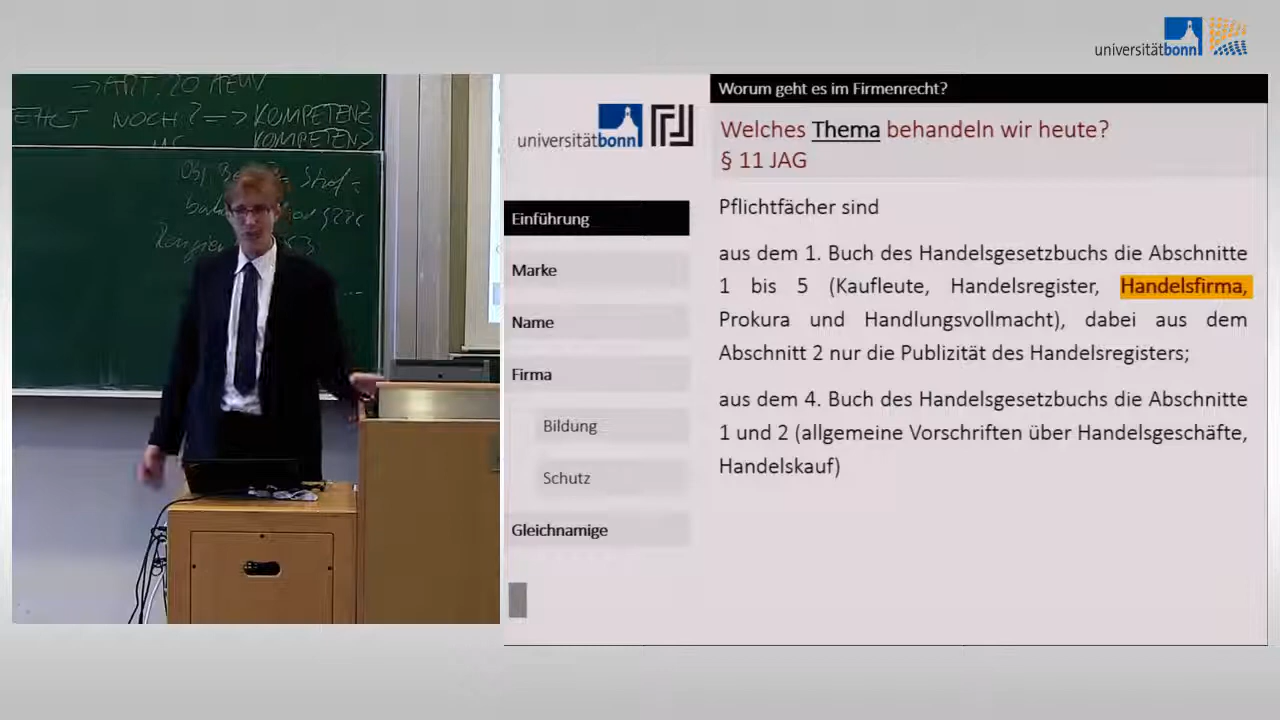 universitätbonn
→ ART. 20 AEUV
NOCH? => KOMPETENZ
KOMPETENZ
universitätbonn
Einführung
Marke
Name
Firma
Bildung
Schutz
Gleichnamige
Worum geht es im Firmenrecht?
Welches Thema behandeln wir heute?
§ 11 JAG
Pflichtfächer sind
aus dem 1. Buch des Handelsgesetzbuchs die Abschnitte
1 bis 5 (Kaufleute, Handelsregister, Handelsfirma,
Prokura und Handlungsvollmacht), dabei aus dem
Abschnitt 2 nur die Publizität des Handelsregisters;
aus dem 4. Buch des Handelsgesetzbuchs die Abschnitte
1 und 2 (allgemeine Vorschriften über Handelsgeschäfte,
Handelskauf)